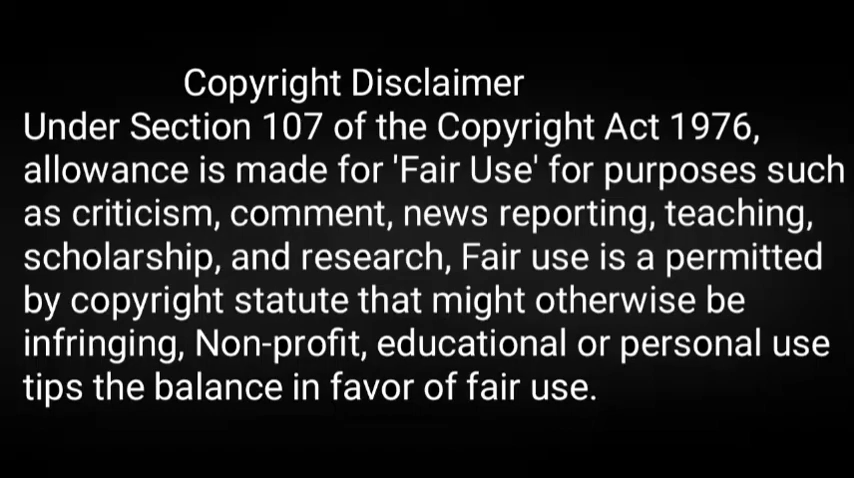 Copyright Disclaimer
Under Section 107 of the Copyright Act 1976,
allowance is made for 'Fair Use' for purposes such
as criticism, comment, news reporting, teaching,
scholarship, and research, Fair use is a permitted
by copyright statute that might otherwise be
infringing, Non-profit, educational or personal use
tips the balance in favor of fair use.